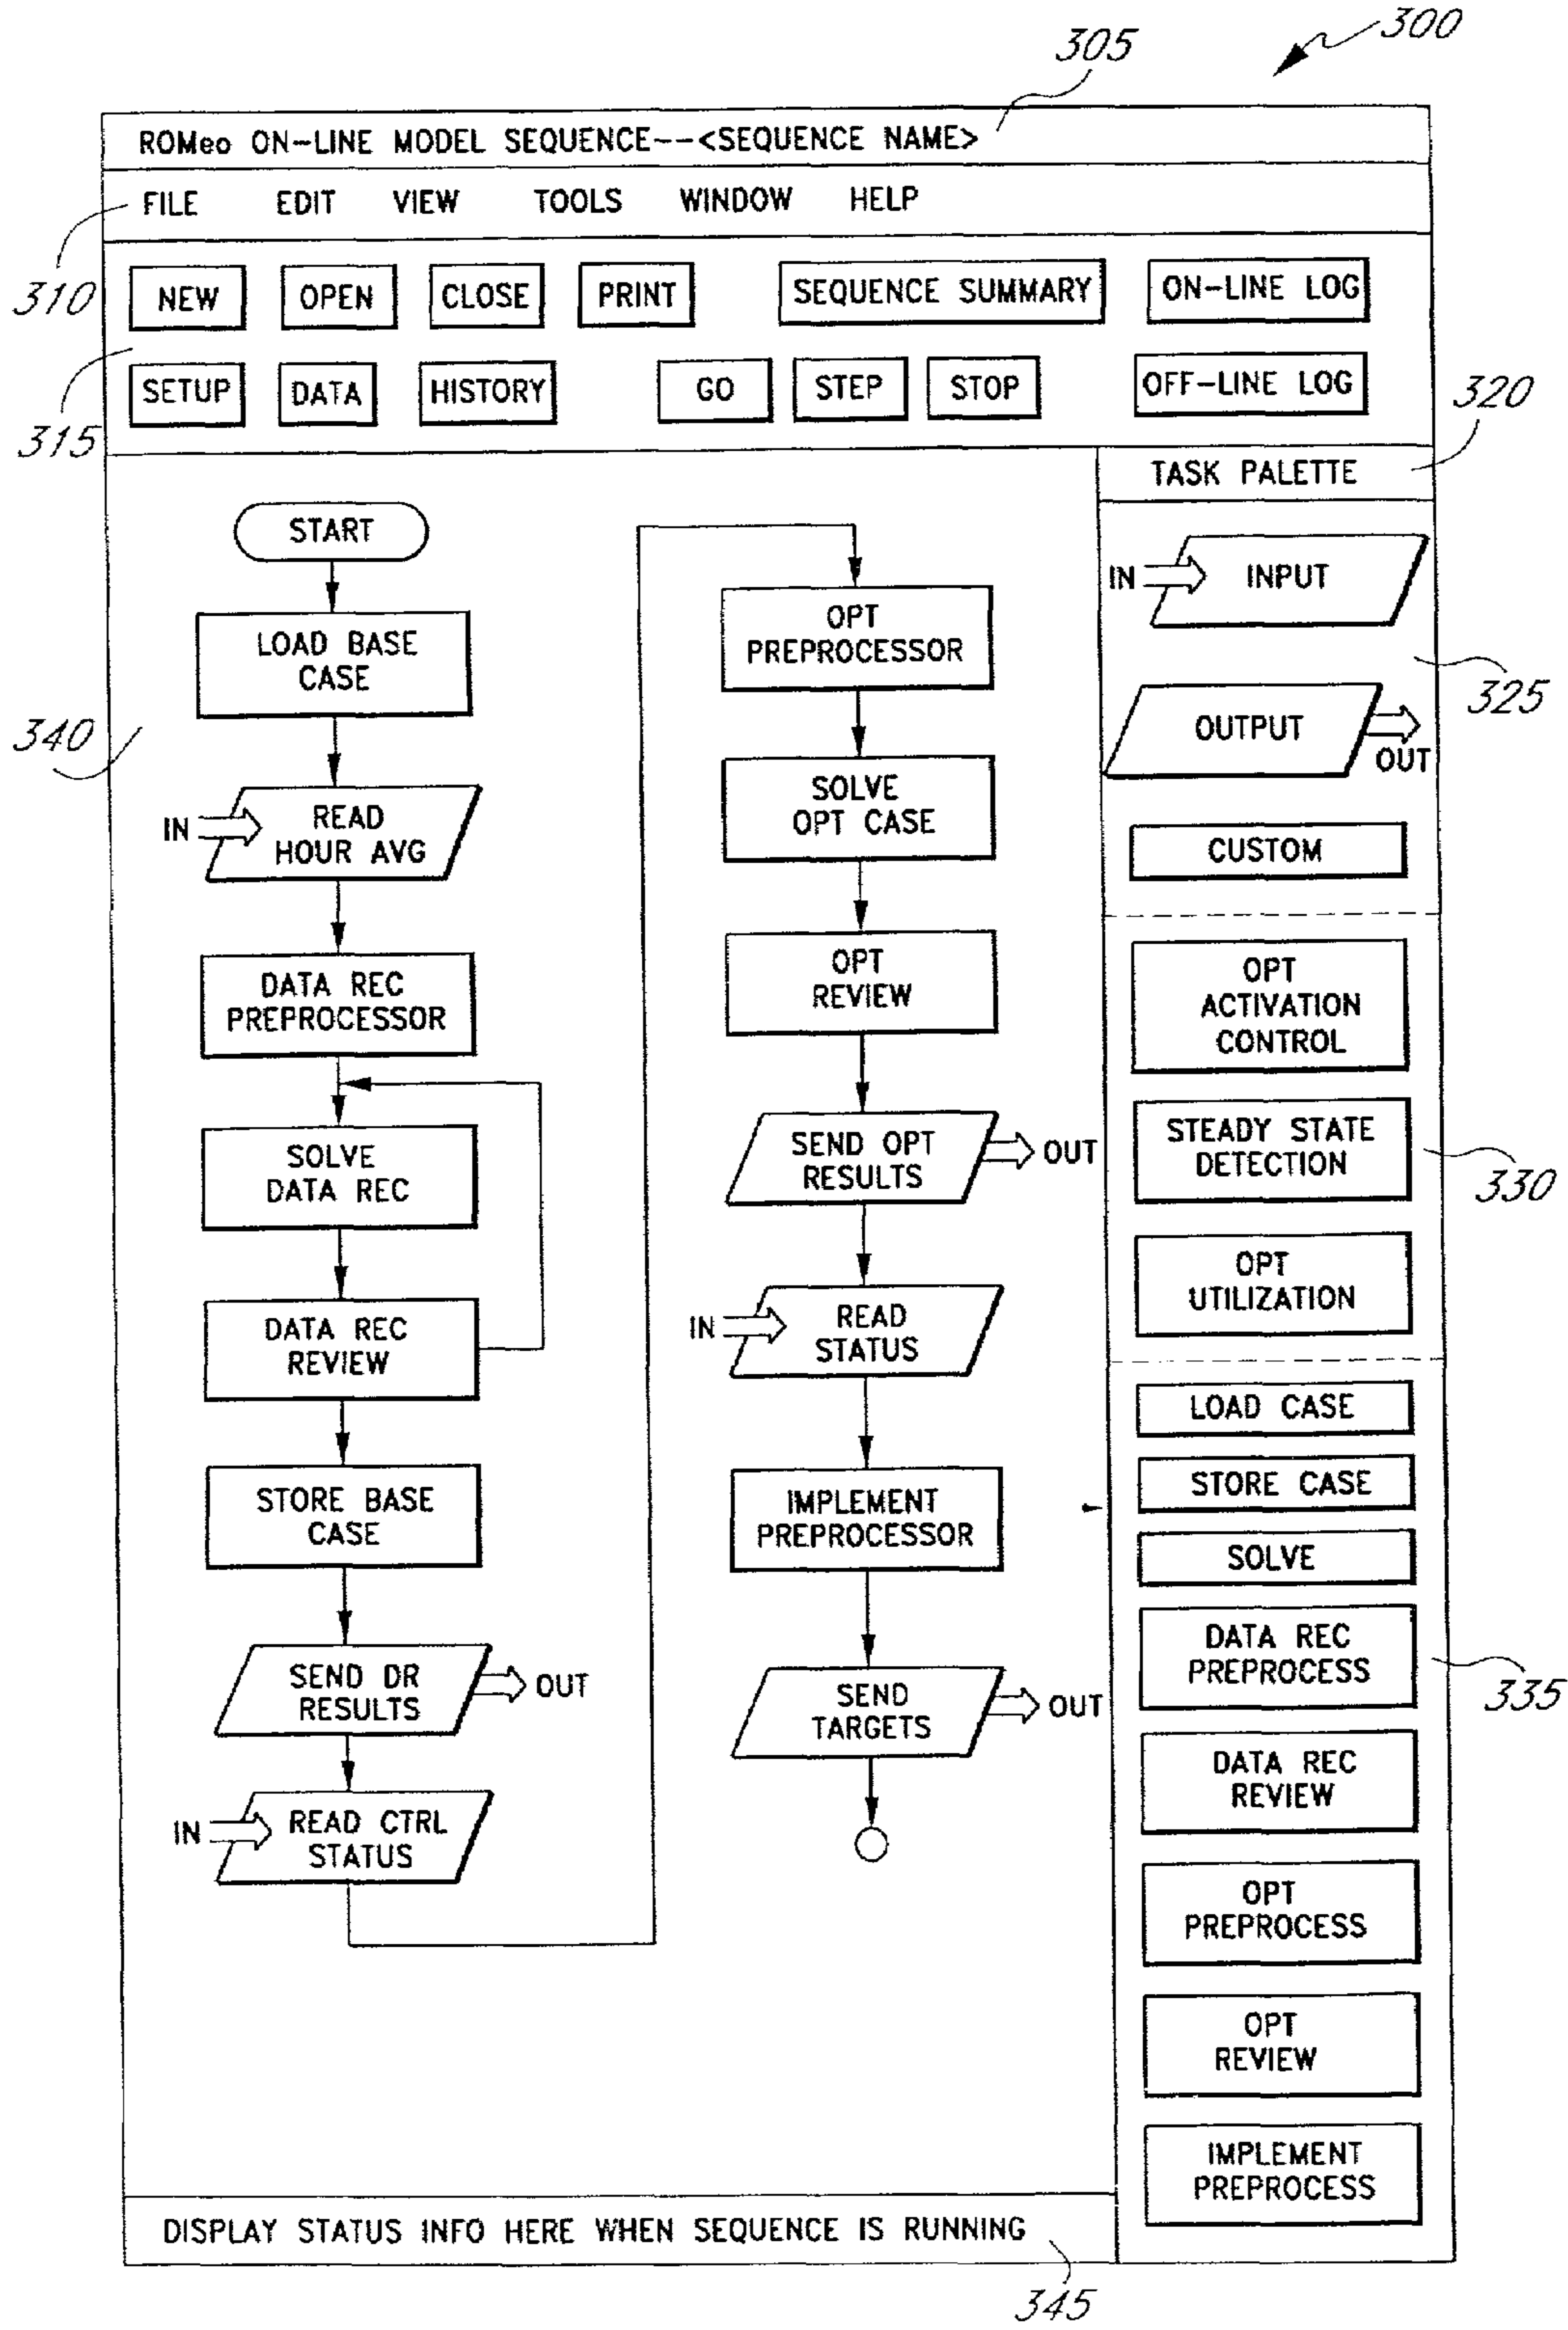 300
305
ROMeo ON-LINE MODEL SEQUENCE--<SEQUENCE NAME>
FILE EDIT VIEW TOOLS WINDOW HELP
310
NEW OPEN CLOSE PRINT SEQUENCE SUMMARY ON-LINE LOG
315
SETUP DATA HISTORY GO STEP STOP OFF-LINE LOG
320
340
START
LOAD BASE
CASE
IN
READ
HOUR AVG
DATA REC
PREPROCESSOR
SOLVE
DATA REC
DATA REC
REVIEW
STORE BASE
CASE
SEND DR
RESULTS
OUT
IN
READ CTRL
STATUS
OPT
PREPROCESSOR
SOLVE
OPT CASE
OPT
REVIEW
SEND OPT
RESULTS
OUT
IN
READ
STATUS
IMPLEMENT
PREPROCESSOR
SEND
TARGETS
OUT
TASK PALETTE
IN
INPUT
325
OUTPUT
OUT
CUSTOM
OPT
ACTIVATION
CONTROL
STEADY STATE
DETECTION
330
OPT
UTILIZATION
LOAD CASE
STORE CASE
SOLVE
DATA REC
PREPROCESS
335
DATA REC
REVIEW
OPT
PREPROCESS
OPT
REVIEW
IMPLEMENT
PREPROCESS
DISPLAY STATUS INFO HERE WHEN SEQUENCE IS RUNNING
345